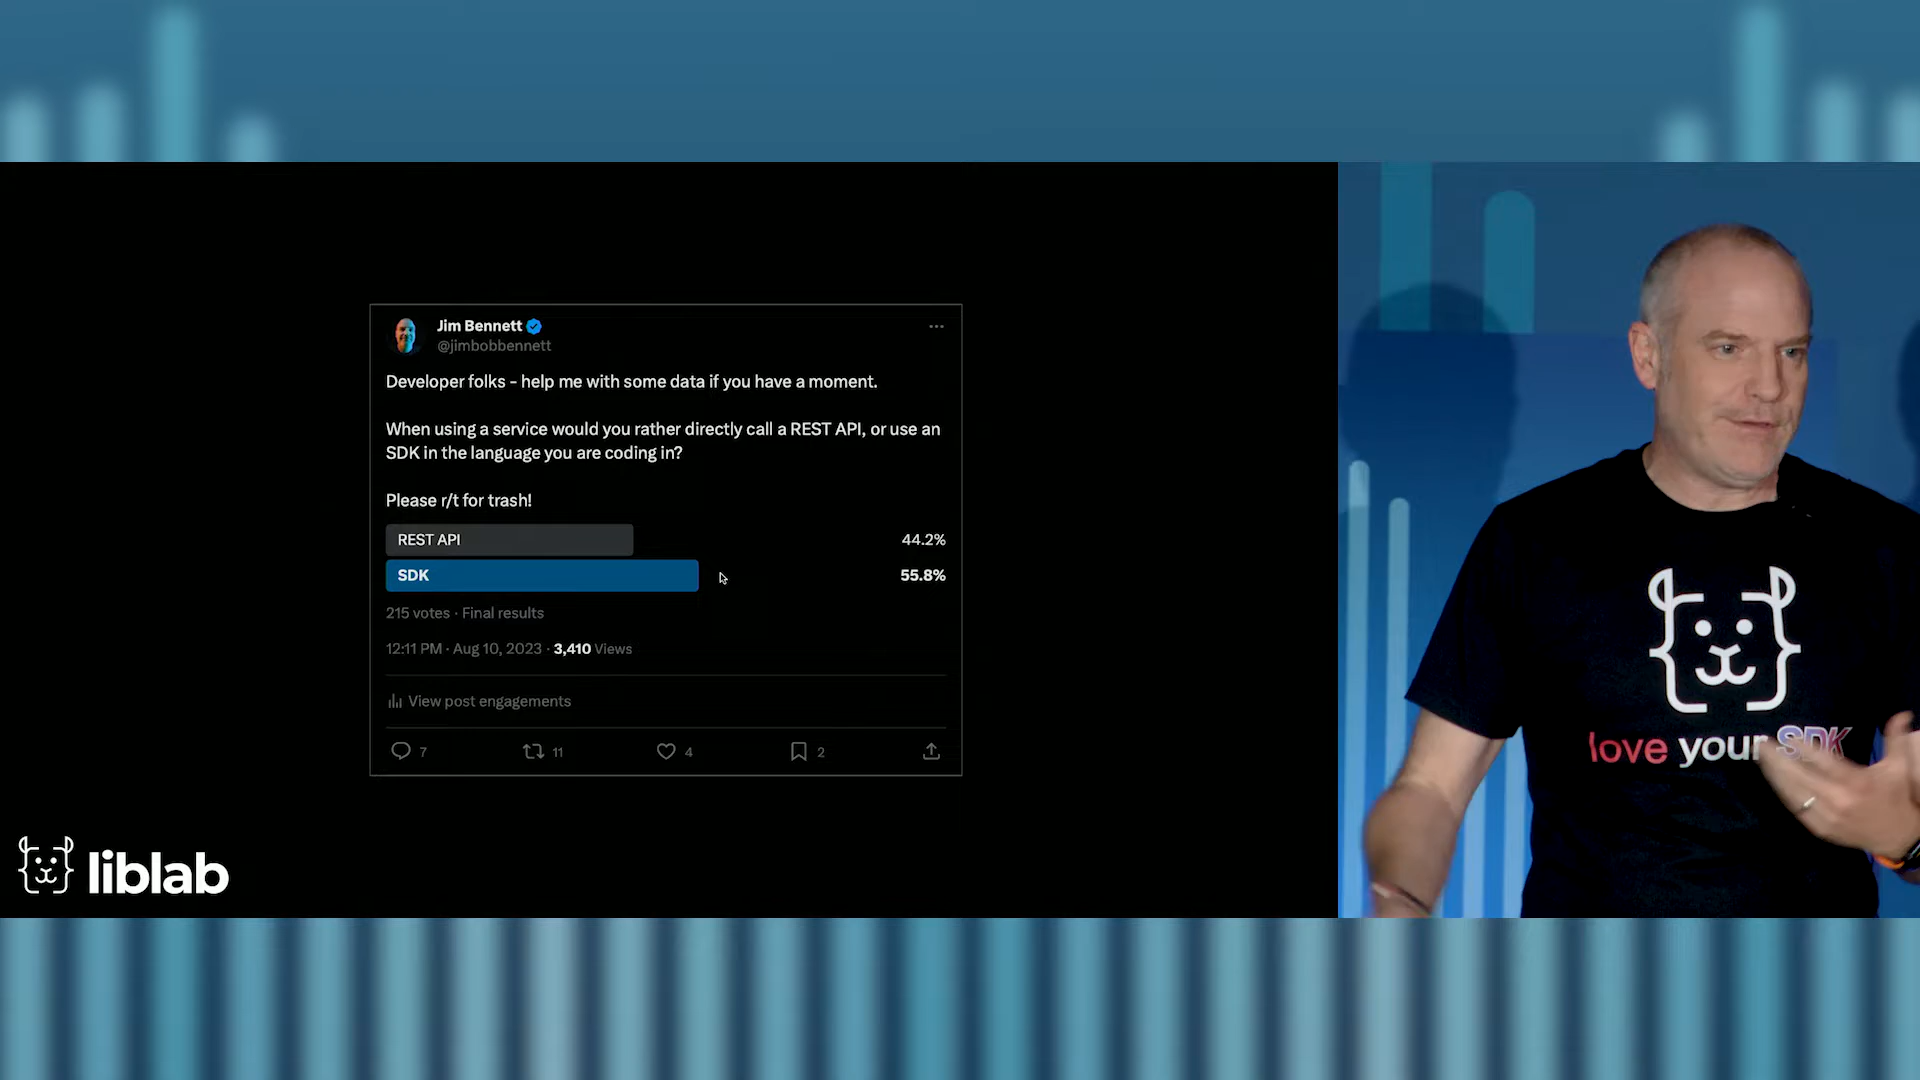 Jim Bennett
@jimbobbennett
Developer folks - help me with some data if you have a moment.
When using a service would you rather directly call a REST API, or use an
SDK in the language you are coding in?
Please r/t for trash!
REST API 44.2%
SDK 55.8%
215 votes · Final results
12:11 PM · Aug 10, 2023 · 3,410 Views
View post engagements
7 11 4 2
liblab
love your SDK